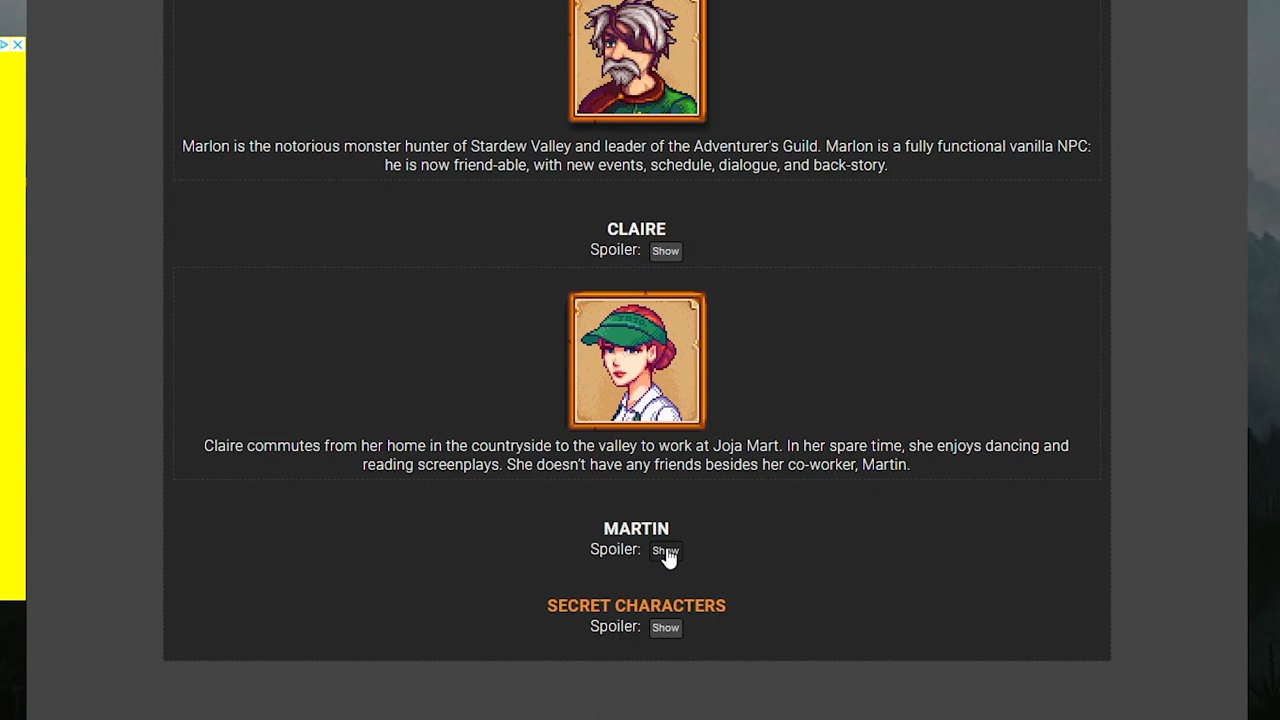 Marlon is the notorious monster hunter of Stardew Valley and leader of the Adventurer's Guild. Marlon is a fully functional vanilla NPC:
he is now friend-able, with new events, schedule, dialogue, and back-story.
CLAIRE
Spoiler: Show
JOJO
Claire commutes from her home in the countryside to the valley to work at Joja Mart. In her spare time, she enjoys dancing and
reading screenplays. She doesn't have any friends besides her co-worker, Martin.
MARTIN
Spoiler: Show
SECRET CHARACTERS
Spoiler: Show